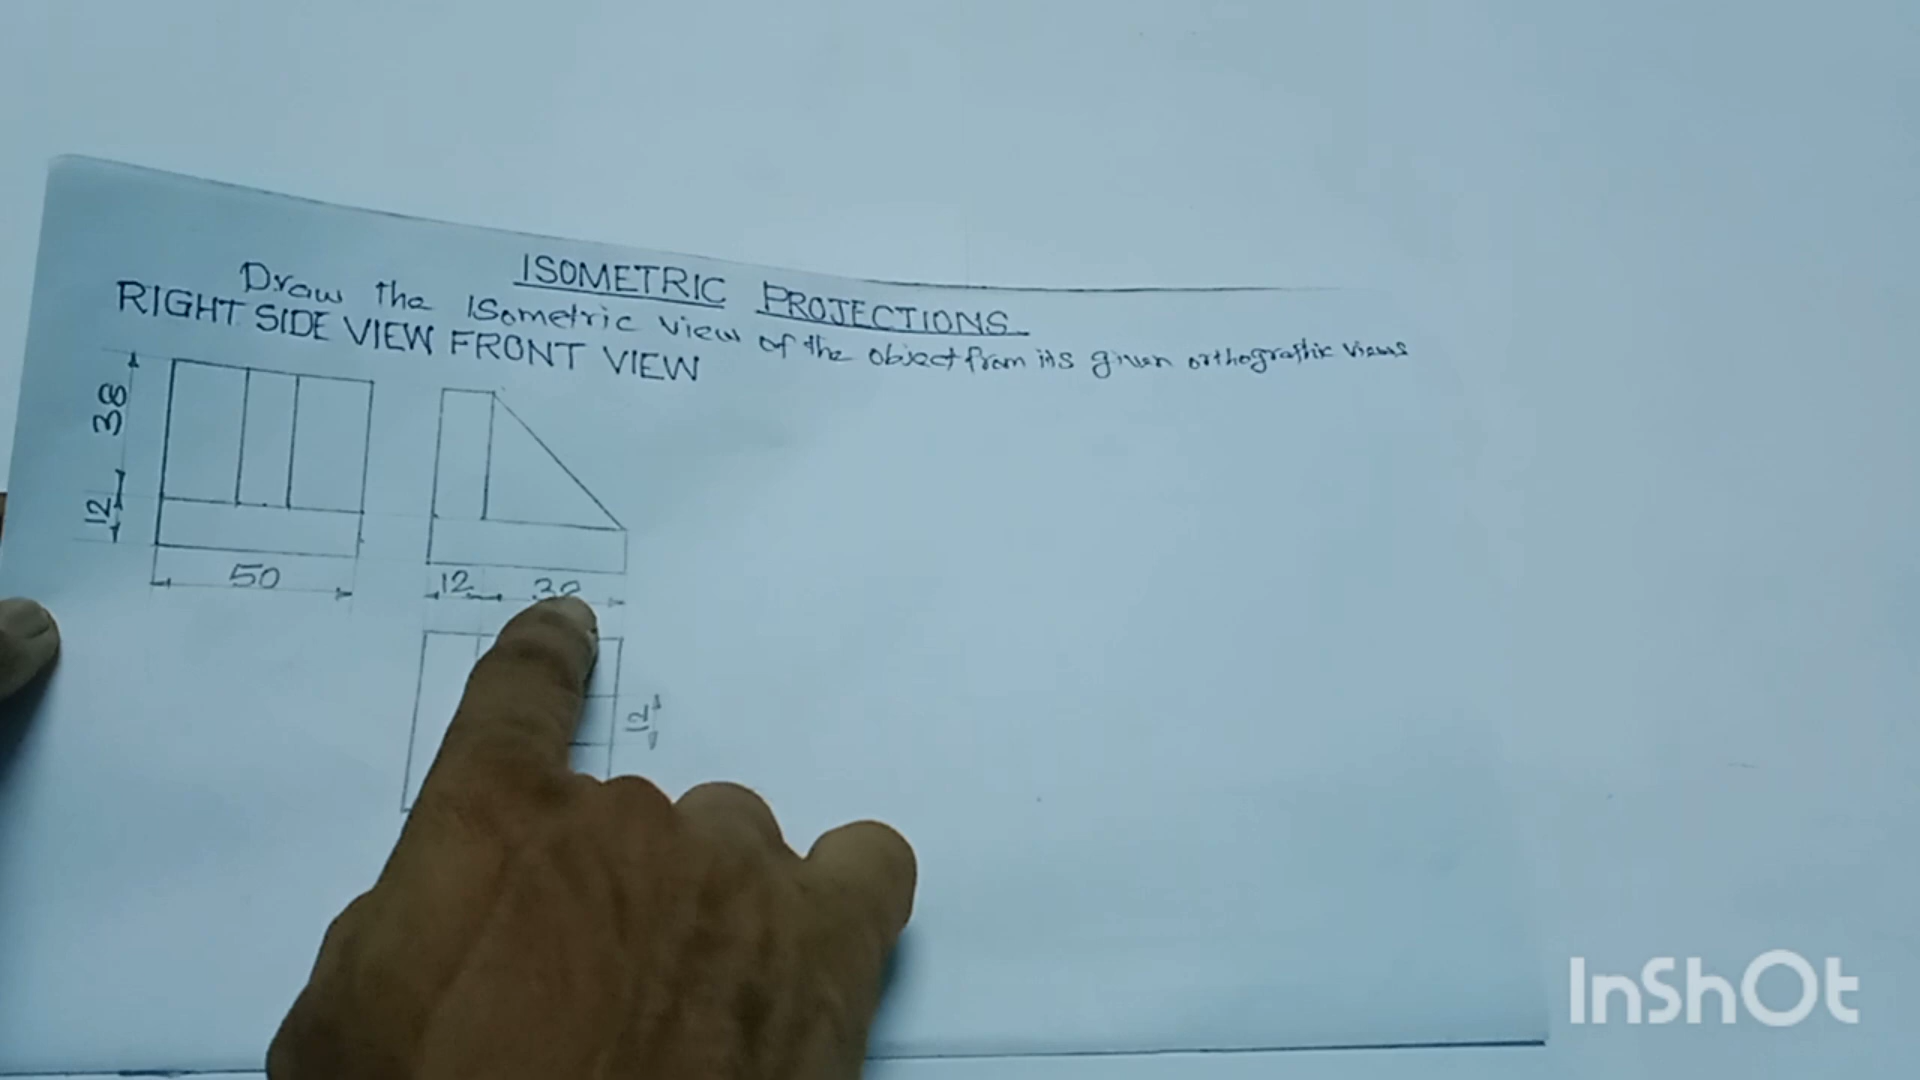 ISOMETRIC PROJECTIONS
Draw the ISometric view of the object from its given orthographic views
RIGHT SIDE VIEW FRONT VIEW
38
12
50
12
12
InShOt